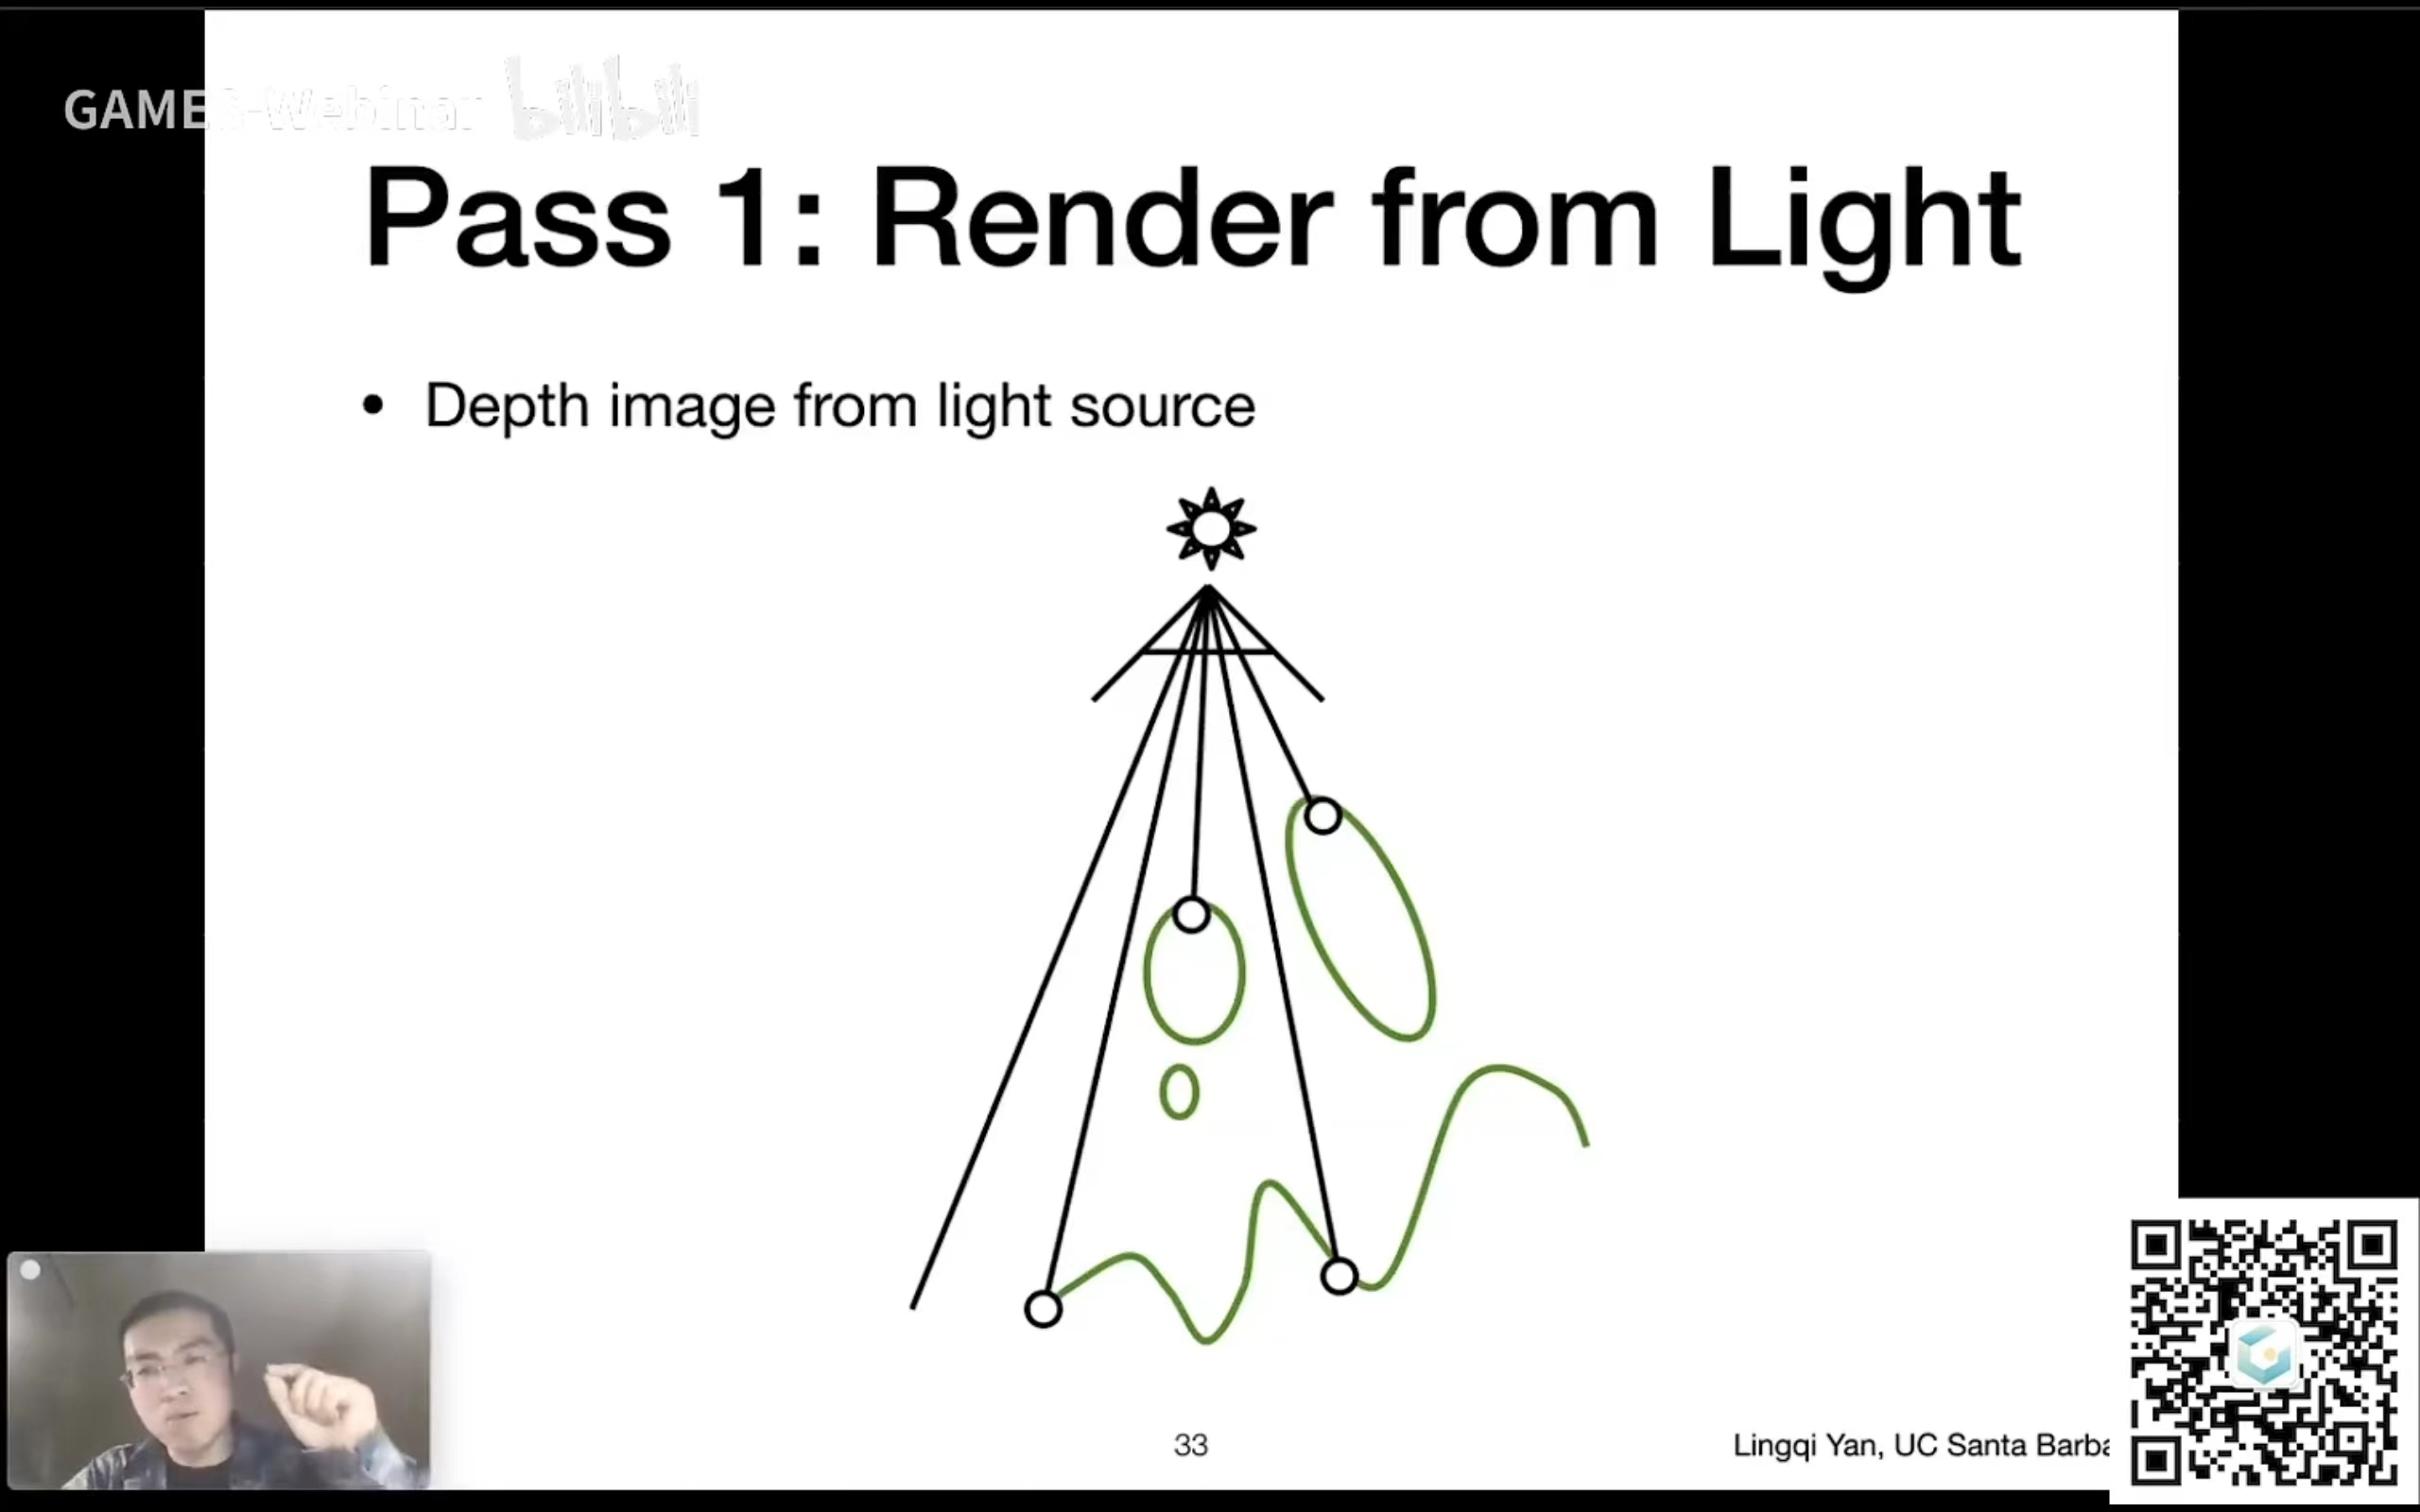 GAMES-Webinar bilibili
Pass 1: Render from Light
• Depth image from light source
33
Lingqi Yan, UC Santa Barba